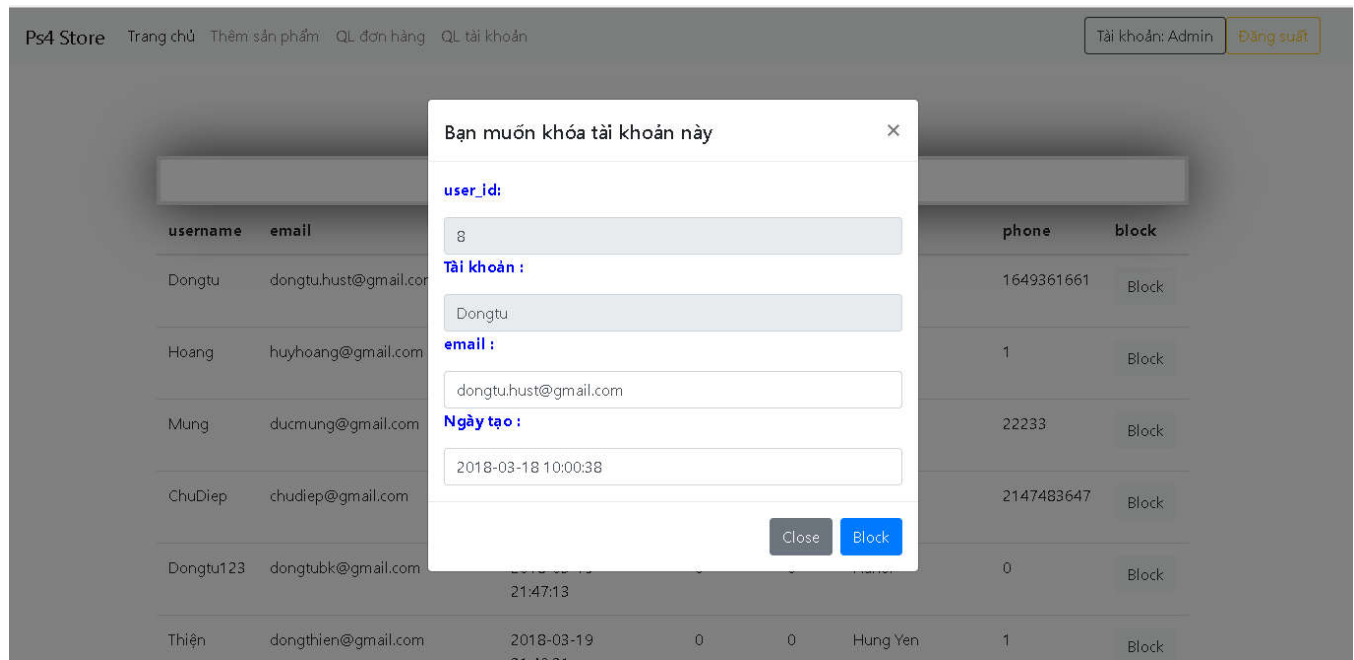 Ps4 Store Trang chủ Thêm sản phẩm QL đơn hàng QL tài khoản Tài khoản: Admin Đăng suất
Bạn muốn khóa tài khoản này ×
user_id:
8
Tài khoản :
Dongtu
email :
dongtu.hust@gmail.com
Ngày tạo :
2018-03-18 10:00:38
Close Block
username email phone block
Dongtu dongtu.hust@gmail.com 1649361661 Block
Hoang huyhoang@gmail.com 1 Block
Mung ducmung@gmail.com 22233 Block
ChuDiep chudiep@gmail.com 2147483647 Block
Dongtu123 dongtubk@gmail.com 0 Block
21:47:13
Thiện dongthien@gmail.com 2018-03-19 0 0 Hung Yen 1 Block